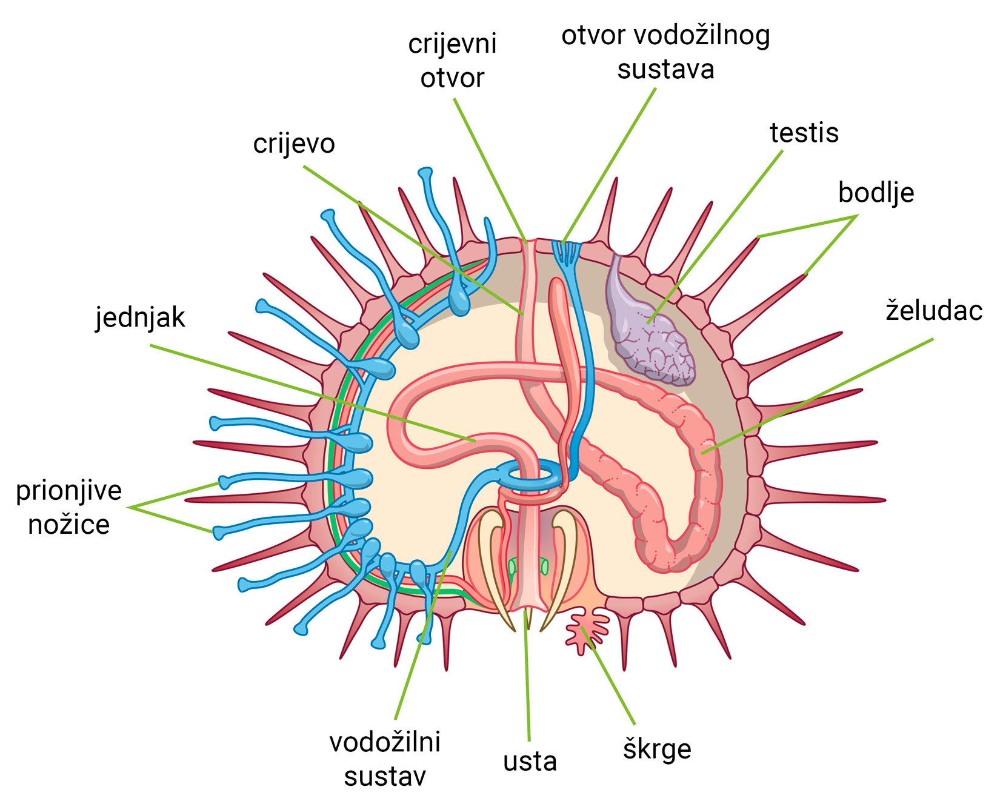 crijevni
otvor
otvor vodožilnog
sustava
crijevo
testis
bodlje
jednjak
želudac
prionjive
nožice
vodožilni
sustav
usta
škrge